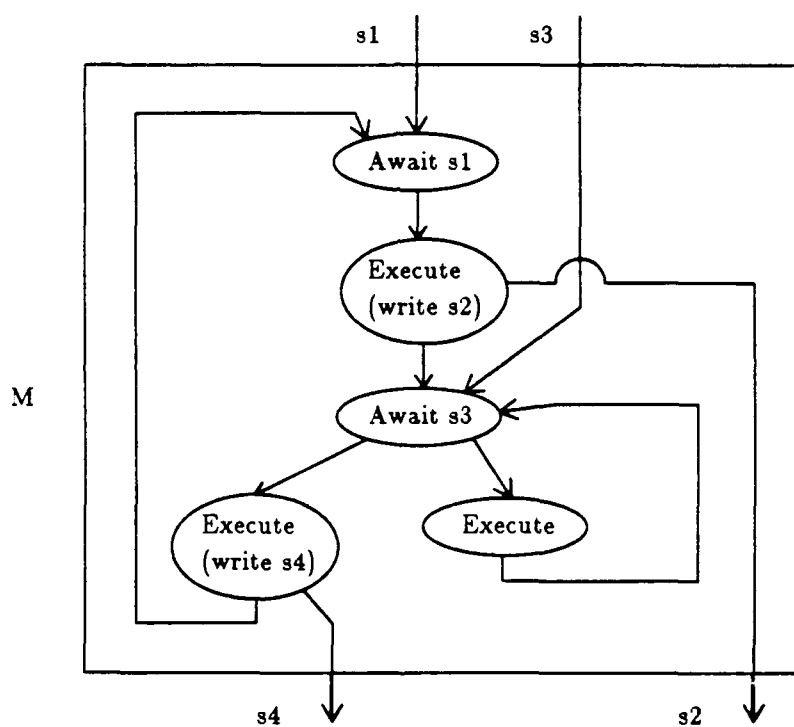 s1
s3
Await s1
Execute
(write s2)
M
Await s3
Execute
(write s4)
Execute
s4
s2